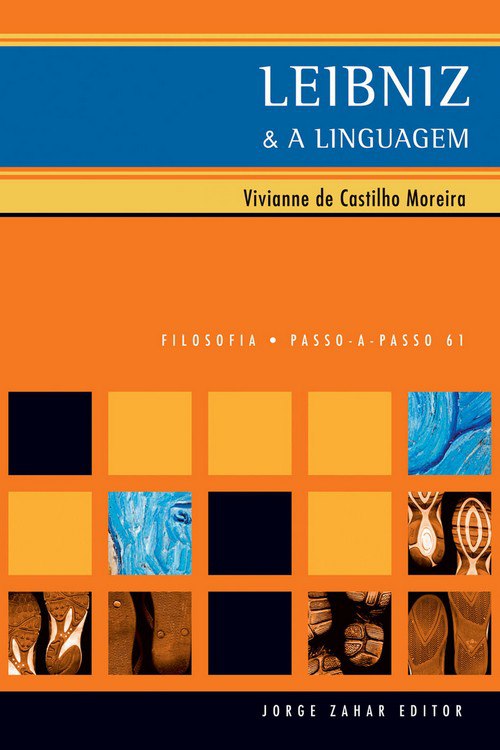 LEIBNIZ
& A LINGUAGEM
Vivianne de Castilho Moreira
FILOSOFIA • PASSO-A-PASSO 61
JORGE ZAHAR EDITOR